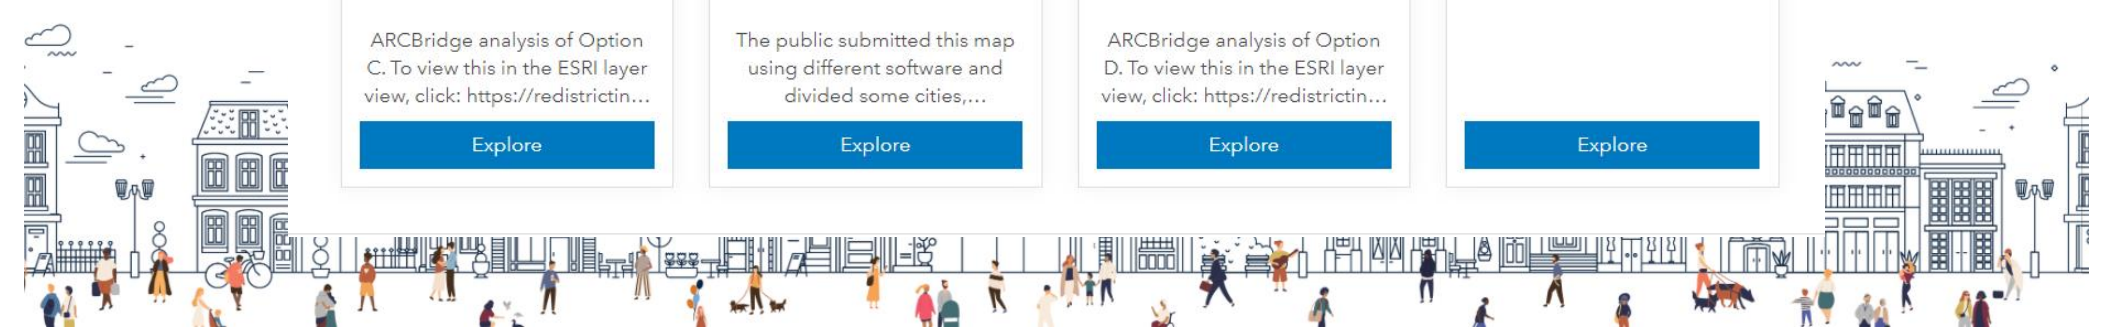 ARCBridge analysis of Option
C. To view this in the ESRI layer
view, click: https://redistrictin...
Explore
The public submitted this map
using different software and
divided some cities,...
Explore
ARCBridge analysis of Option
D. To view this in the ESRI layer
view, click: https://redistrictin...
Explore
Explore